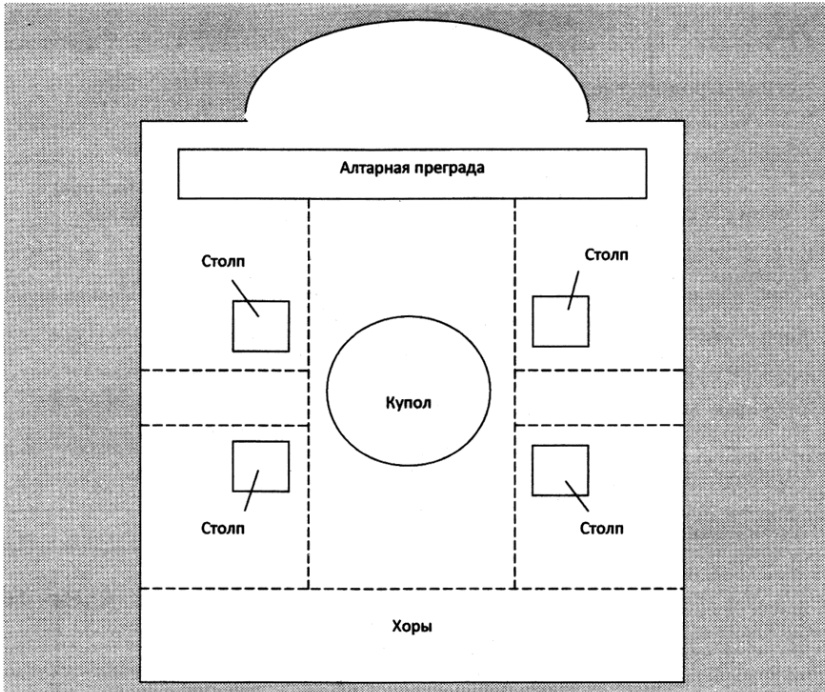 Алтарная преграда
Столп
Столп
Купол
Столп
Столп
Хоры